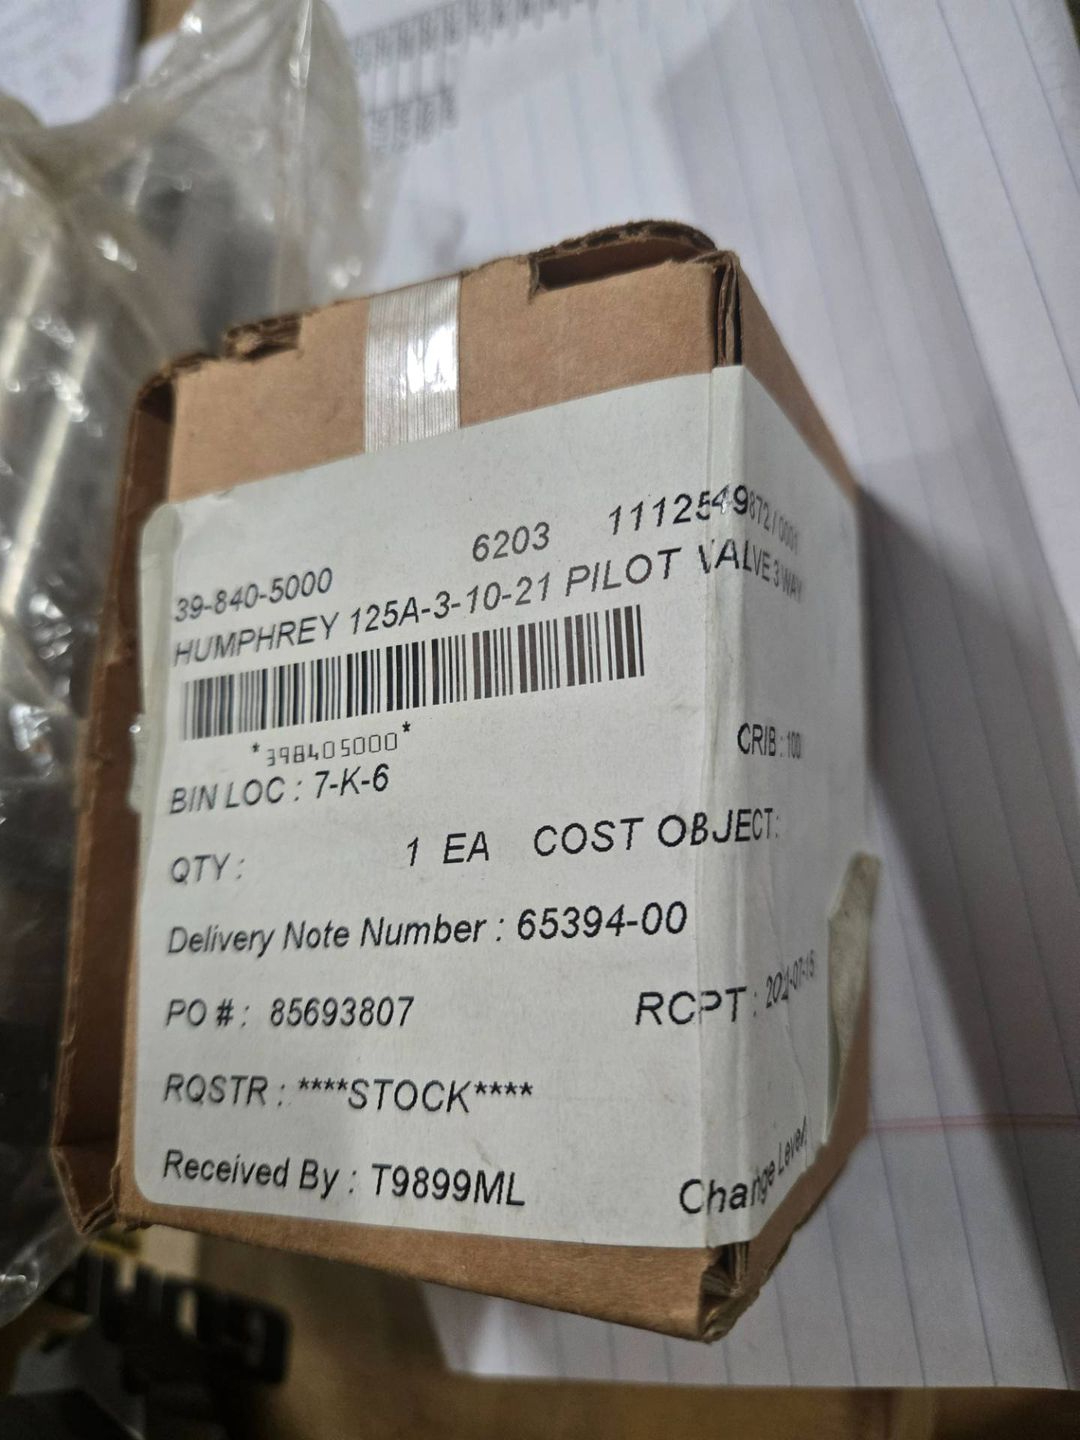 39-840-5000 6203 1112549872/0001
HUMPHREY 125A-3-10-21 PILOT VALVE 3 WAY
*398405000*
BIN LOC : 7-K-6 CRIB : 100
QTY : 1 EA COST OBJECT:
Delivery Note Number : 65394-00
PO # : 85693807 RCPT :
RQSTR : ****STOCK****
Received By : T9899ML Change Level